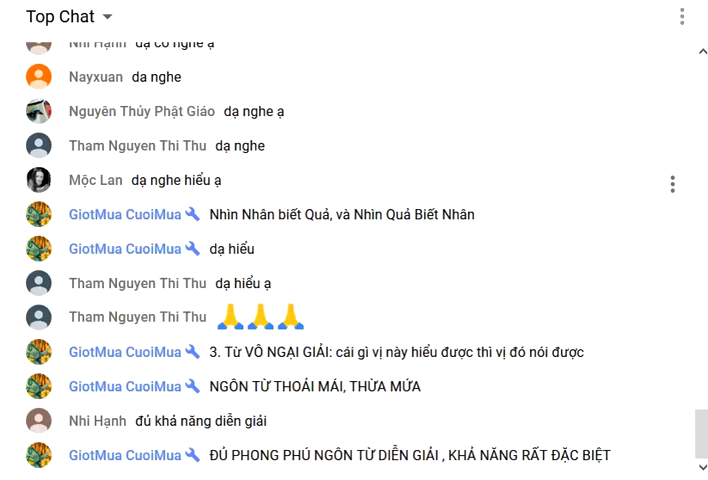 Top Chat
Nhi Hạnh dạ có nghe ạ
Nayxuan da nghe
Nguyên Thủy Phật Giáo dạ nghe ạ
Tham Nguyen Thi Thu dạ nghe
Mộc Lan dạ nghe hiểu ạ
GiotMua CuoiMua Nhìn Nhân biết Quả, và Nhìn Quả Biết Nhân
GiotMua CuoiMua dạ hiểu
Tham Nguyen Thi Thu dạ hiểu ạ
Tham Nguyen Thi Thu 🙏🙏🙏
GiotMua CuoiMua 3. Từ VÔ NGẠI GIẢI: cái gì vị này hiểu được thì vị đó nói được
GiotMua CuoiMua NGÔN TỪ THOẢI MÁI, THỪA MỨA
Nhi Hạnh đủ khả năng diễn giải
GiotMua CuoiMua ĐỦ PHONG PHÚ NGÔN TỪ DIỄN GIẢI , KHẢ NĂNG RẤT ĐẶC BIỆT